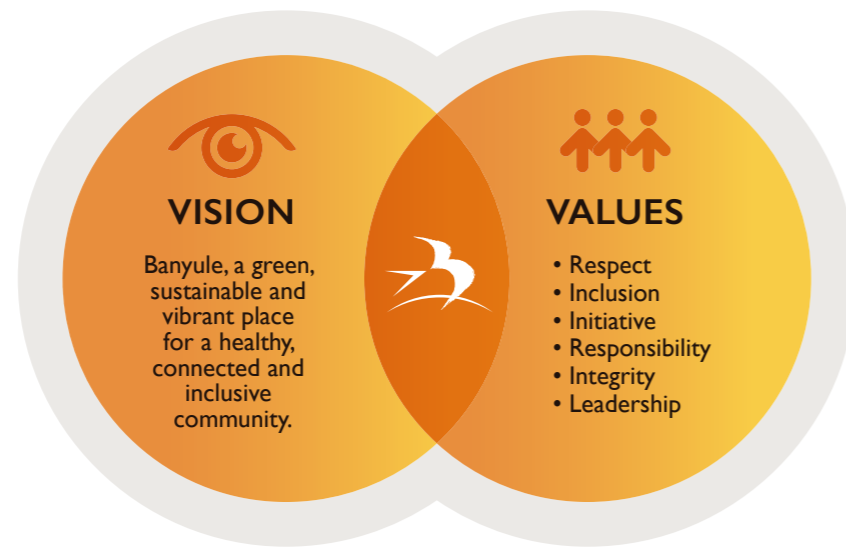 VISION
Banyule, a green,
sustainable and
vibrant place
for a healthy,
connected and
inclusive
community.
VALUES
• Respect
• Inclusion
• Initiative
• Responsibility
• Integrity
• Leadership